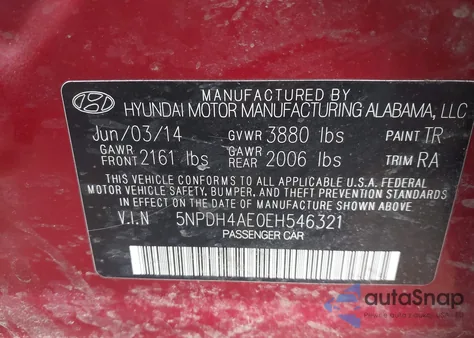 MANUFACTURED BY
HYUNDAI MOTOR MANUFACTURING ALABAMA, LLC
Jun/03/14 GVWR 3880 lbs PAINT TR
GAWR FRONT 2161 lbs GAWR REAR 2006 lbs TRIM RA
THIS VEHICLE CONFORMS TO ALL APPLICABLE U.S.A. FEDERAL
MOTOR VEHICLE SAFETY, BUMPER, AND THEFT PREVENTION STANDARDS
IN EFFECT ON THE DATE OF MANUFACTURE SHOWN ABOVE.
V.I.N 5NPDH4AE0EH546321
PASSENGER CAR
autoSnap